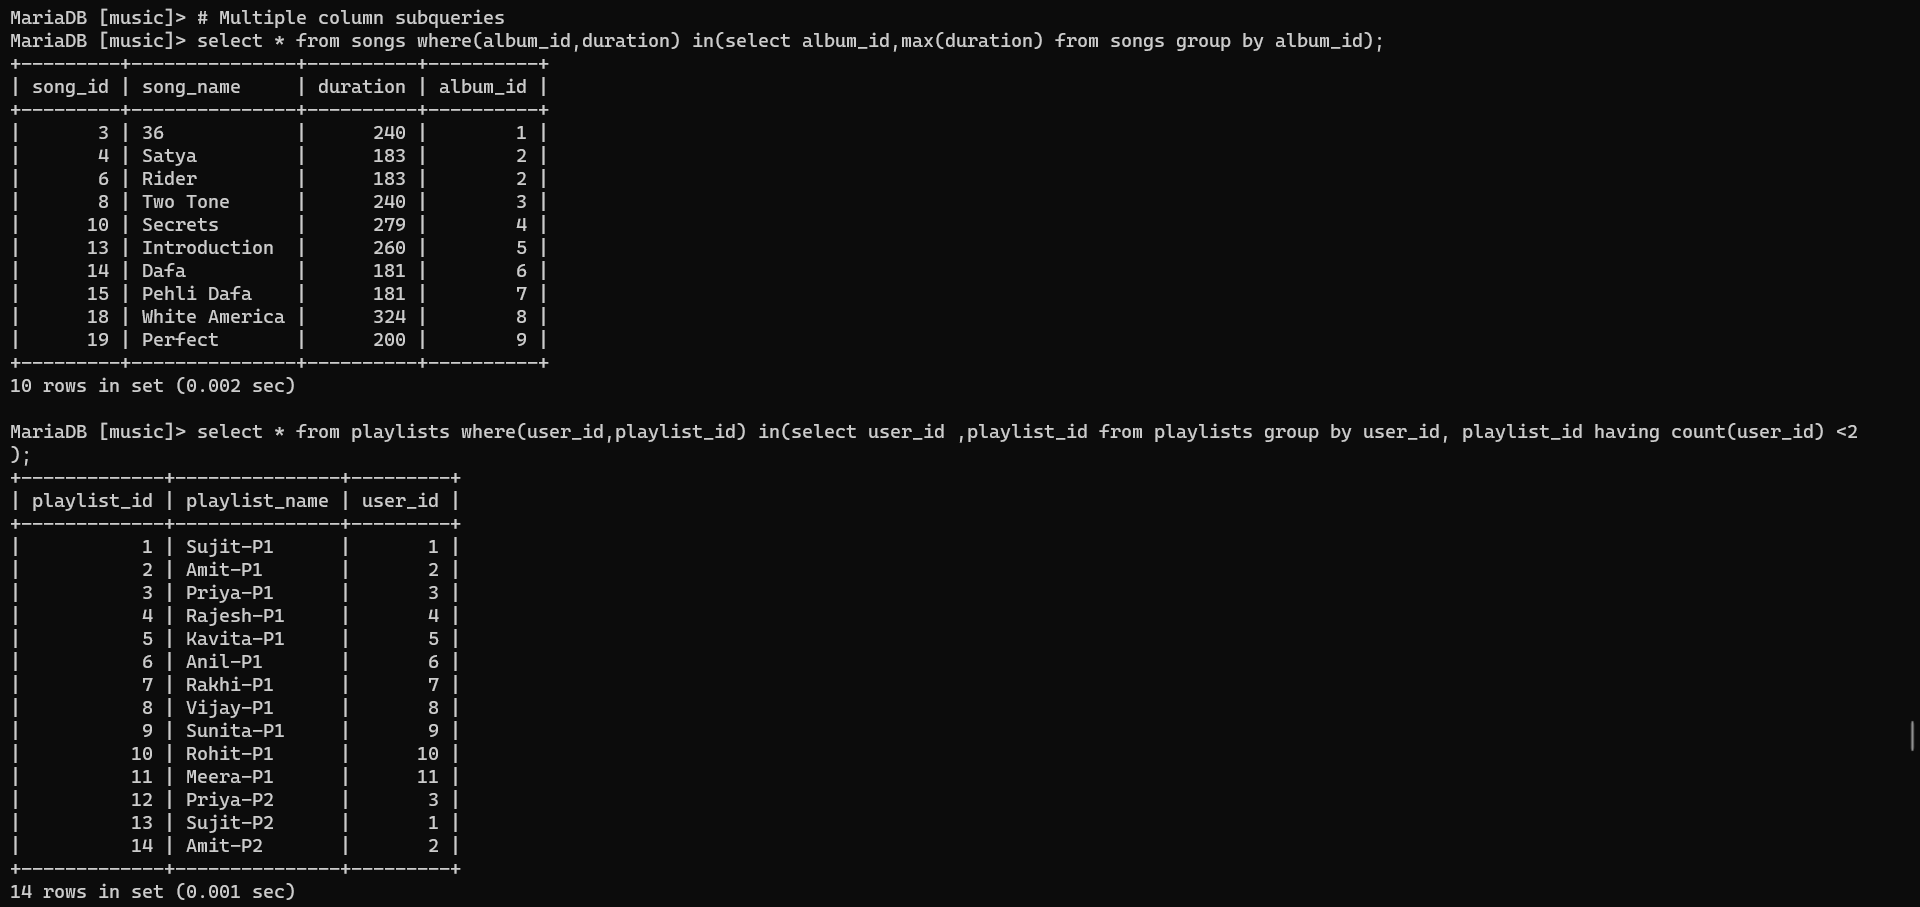 MariaDB [music]> # Multiple column subqueries
MariaDB [music]> select * from songs where(album_id,duration) in(select album_id,max(duration) from songs group by album_id);
+---------+---------------+----------+----------+
| song_id | song_name     | duration | album_id |
+---------+---------------+----------+----------+
|       3 | 36            |      240 |        1 |
|       4 | Satya         |      183 |        2 |
|       6 | Rider         |      183 |        2 |
|       8 | Two Tone      |      240 |        3 |
|      10 | Secrets       |      279 |        4 |
|      13 | Introduction  |      260 |        5 |
|      14 | Dafa          |      181 |        6 |
|      15 | Pehli Dafa    |      181 |        7 |
|      18 | White America |      324 |        8 |
|      19 | Perfect       |      200 |        9 |
+---------+---------------+----------+----------+
10 rows in set (0.002 sec)

MariaDB [music]> select * from playlists where(user_id,playlist_id) in(select user_id ,playlist_id from playlists group by user_id, playlist_id having count(user_id) <2
);
+-------------+---------------+---------+
| playlist_id | playlist_name | user_id |
+-------------+---------------+---------+
|           1 | Sujit-P1      |       1 |
|           2 | Amit-P1       |       2 |
|           3 | Priya-P1      |       3 |
|           4 | Rajesh-P1     |       4 |
|           5 | Kavita-P1     |       5 |
|           6 | Anil-P1       |       6 |
|           7 | Rakhi-P1      |       7 |
|           8 | Vijay-P1      |       8 |
|           9 | Sunita-P1     |       9 |
|          10 | Rohit-P1      |      10 |
|          11 | Meera-P1      |      11 |
|          12 | Priya-P2      |       3 |
|          13 | Sujit-P2      |       1 |
|          14 | Amit-P2       |       2 |
+-------------+---------------+---------+
14 rows in set (0.001 sec)